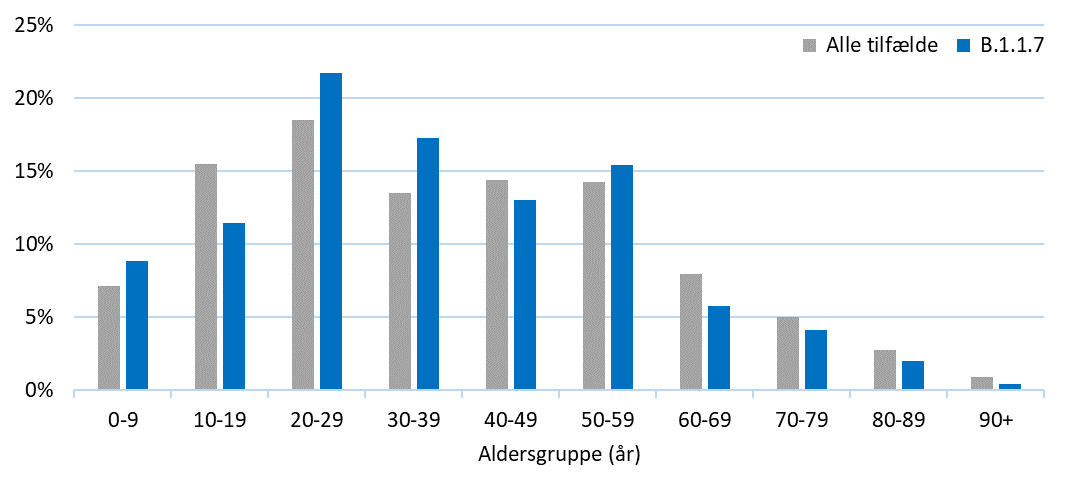 25%
Alle tilfælde B.1.1.7
20%
15%
10%
5%
0%
0-9 10-19 20-29 30-39 40-49 50-59 60-69 70-79 80-89 90+
Aldersgruppe (år)